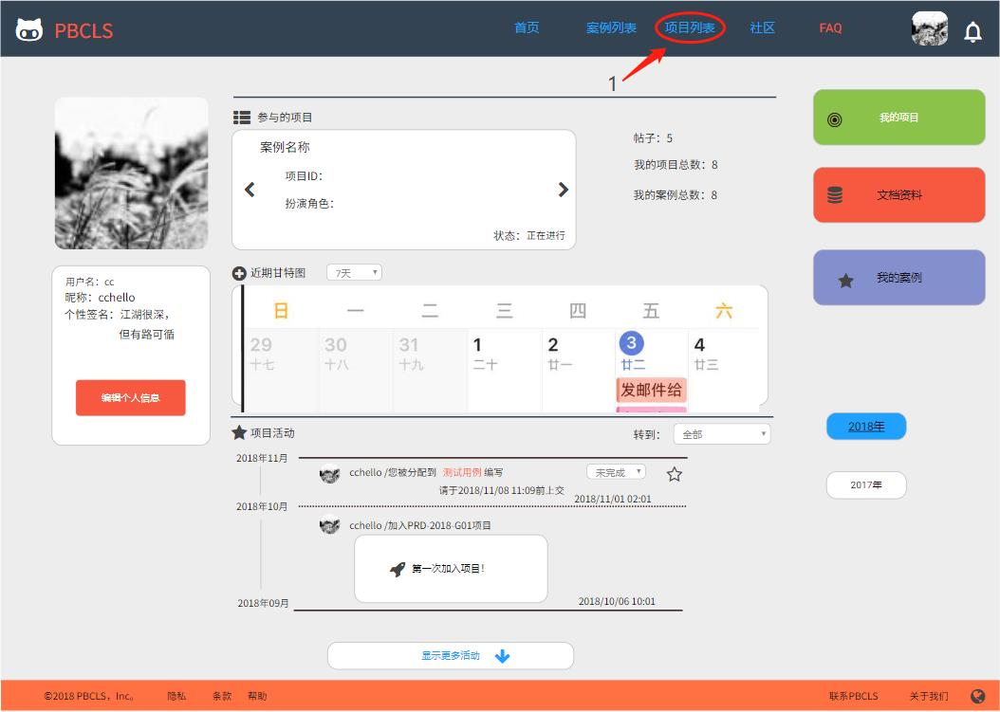 PBCLS
首页
案例列表
项目列表
社区
FAQ
1
参与的项目
案例名称
项目ID：
扮演角色：
状态：正在进行
帖子：5
我的项目总数：8
我的案例总数：8
我的项目
文档资料
我的案例
用户名：cc
昵称：cchello
个性签名：江湖很深，
但有路可循
编辑个人信息
近期甘特图
7天
日 一 二 三 四 五 六
29 30 31 1 2 3 4
十七 十八 十九 二十 廿一 廿二 廿三
发邮件给
项目活动
转到：
全部
2018年
2017年
2018年11月
cchello /您被分配到 测试用例 编写
未完成
请于2018/11/08 11:09前上交
2018/11/01 02:01
2018年10月
cchello /加入PRD-2018-G01项目
第一次加入项目！
2018年09月
2018/10/06 10:01
显示更多活动
©2018 PBCLS，Inc。
隐私
条款
帮助
联系PBCLS
关于我们